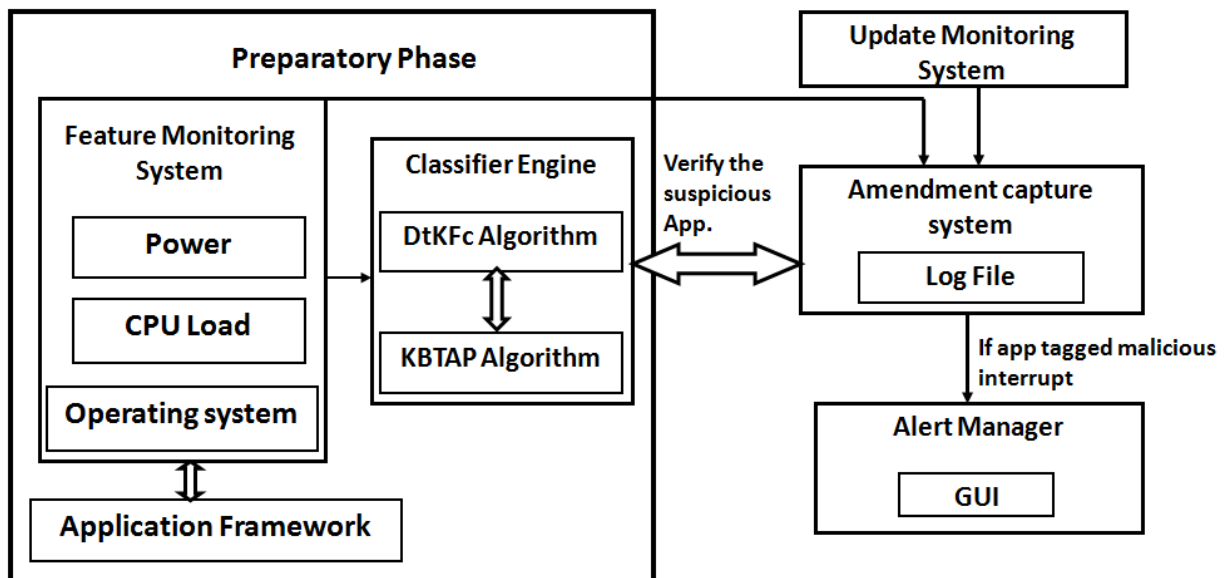 Preparatory Phase
Feature Monitoring
System
Power
CPU Load
Operating system
Application Framework
Classifier Engine
DtKFc Algorithm
KBTAP Algorithm
Verify the
suspicious
App.
Update Monitoring
System
Amendment capture
system
Log File
If app tagged malicious
interrupt
Alert Manager
GUI